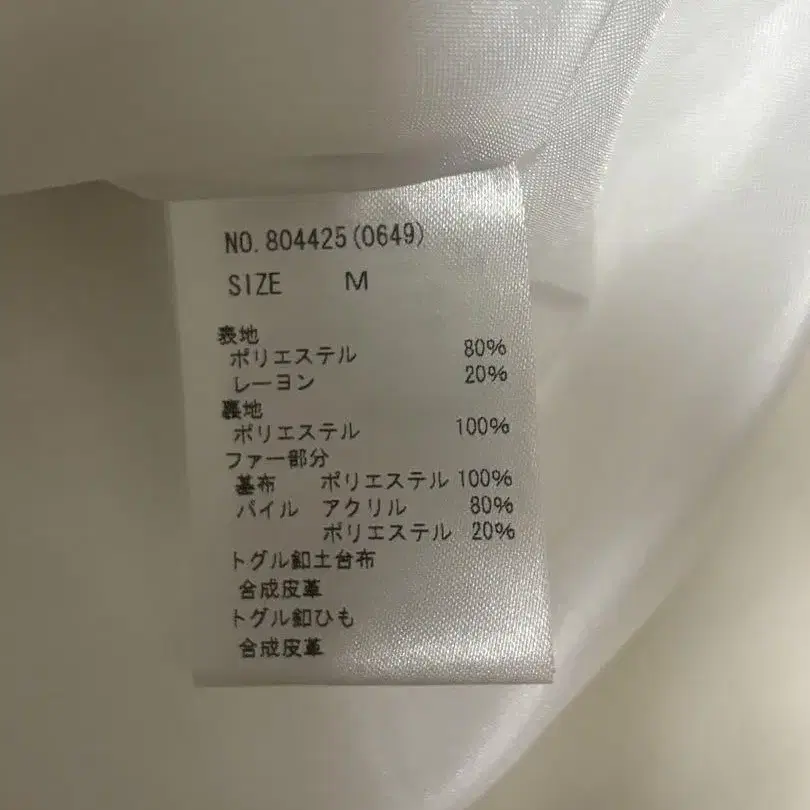 NO.804425(0649)
SIZE M
表地
ポリエステル 80%
レーヨン 20%
裏地
ポリエステル 100%
ファー部分
基布 ポリエステル 100%
パイル アクリル 80%
ポリエステル 20%
トグル釦土台布
合成皮革
トグル釦ひも
合成皮革